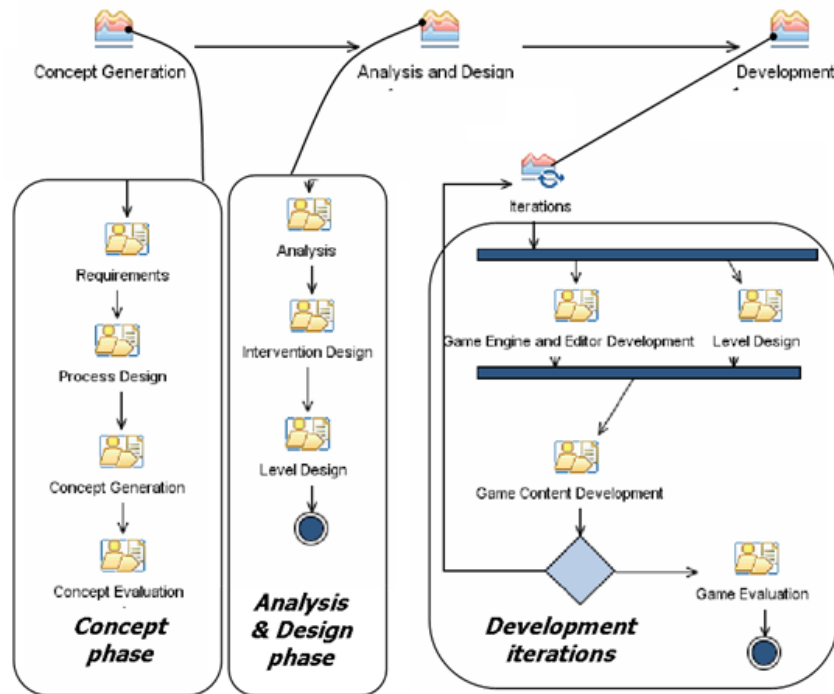 Concept Generation
Analysis and Design
Development
Iterations
Requirements
Process Design
Concept Generation
Concept Evaluation
Concept
phase
Analysis
Intervention Design
Level Design
Analysis
& Design
phase
Game Engine and Editor Development
Level Design
Game Content Development
Game Evaluation
Development
iterations